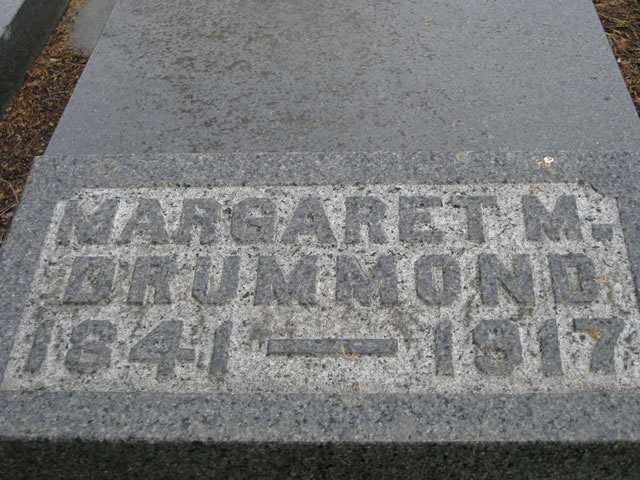 MARGARET M.
DRUMMOND
1841 — 1917